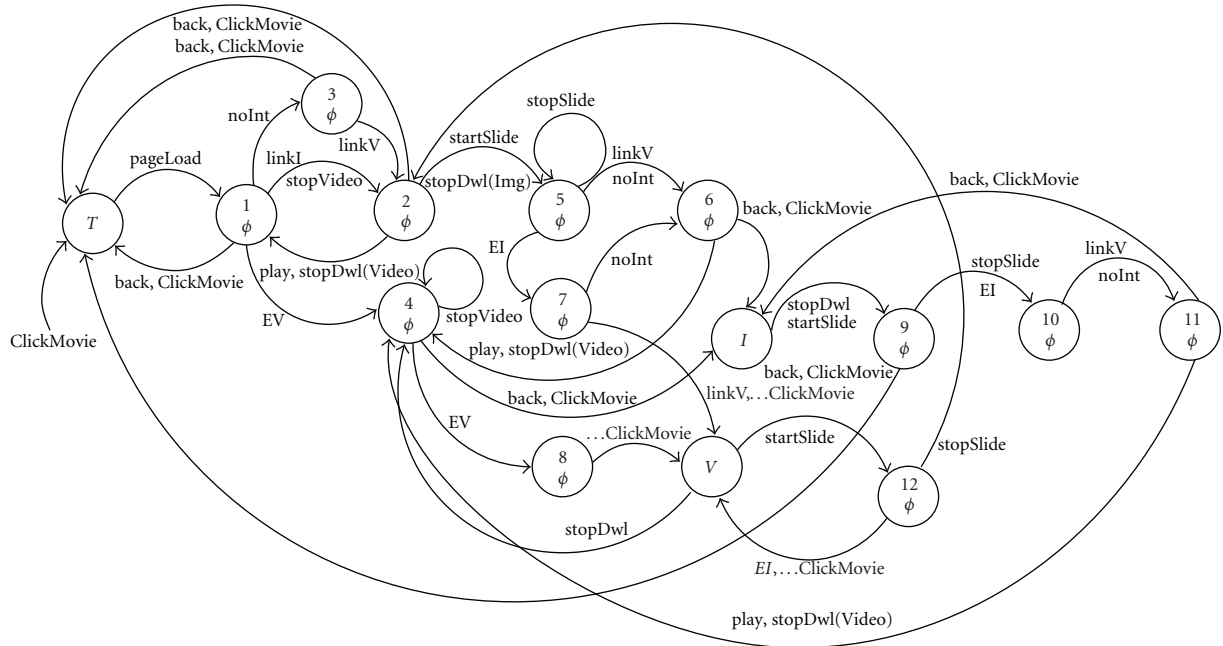 back, ClickMovie
back, ClickMovie
3
ϕ
noInt
linkV
stopSlide
startSlide
linkV
pageLoad
linkI
stopVideo
stopDwl(Img)
noInt
T
1
ϕ
2
ϕ
5
ϕ
6
ϕ
back, ClickMovie
back, ClickMovie
EI
noInt
stopSlide
EI
linkV
noInt
back, ClickMovie
play, stopDwl(Video)
4
ϕ
stopVideo
7
ϕ
stopDwl
startSlide
EV
ClickMovie
I
9
ϕ
10
ϕ
11
ϕ
play, stopDwl(Video)
back, ClickMovie
back, ClickMovie
linkV,...ClickMovie
EV
...ClickMovie
startSlide
stopSlide
8
ϕ
V
12
ϕ
stopDwl
EI,...ClickMovie
play, stopDwl(Video)